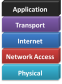 Application
Transport
Internet
Network Access
Physical